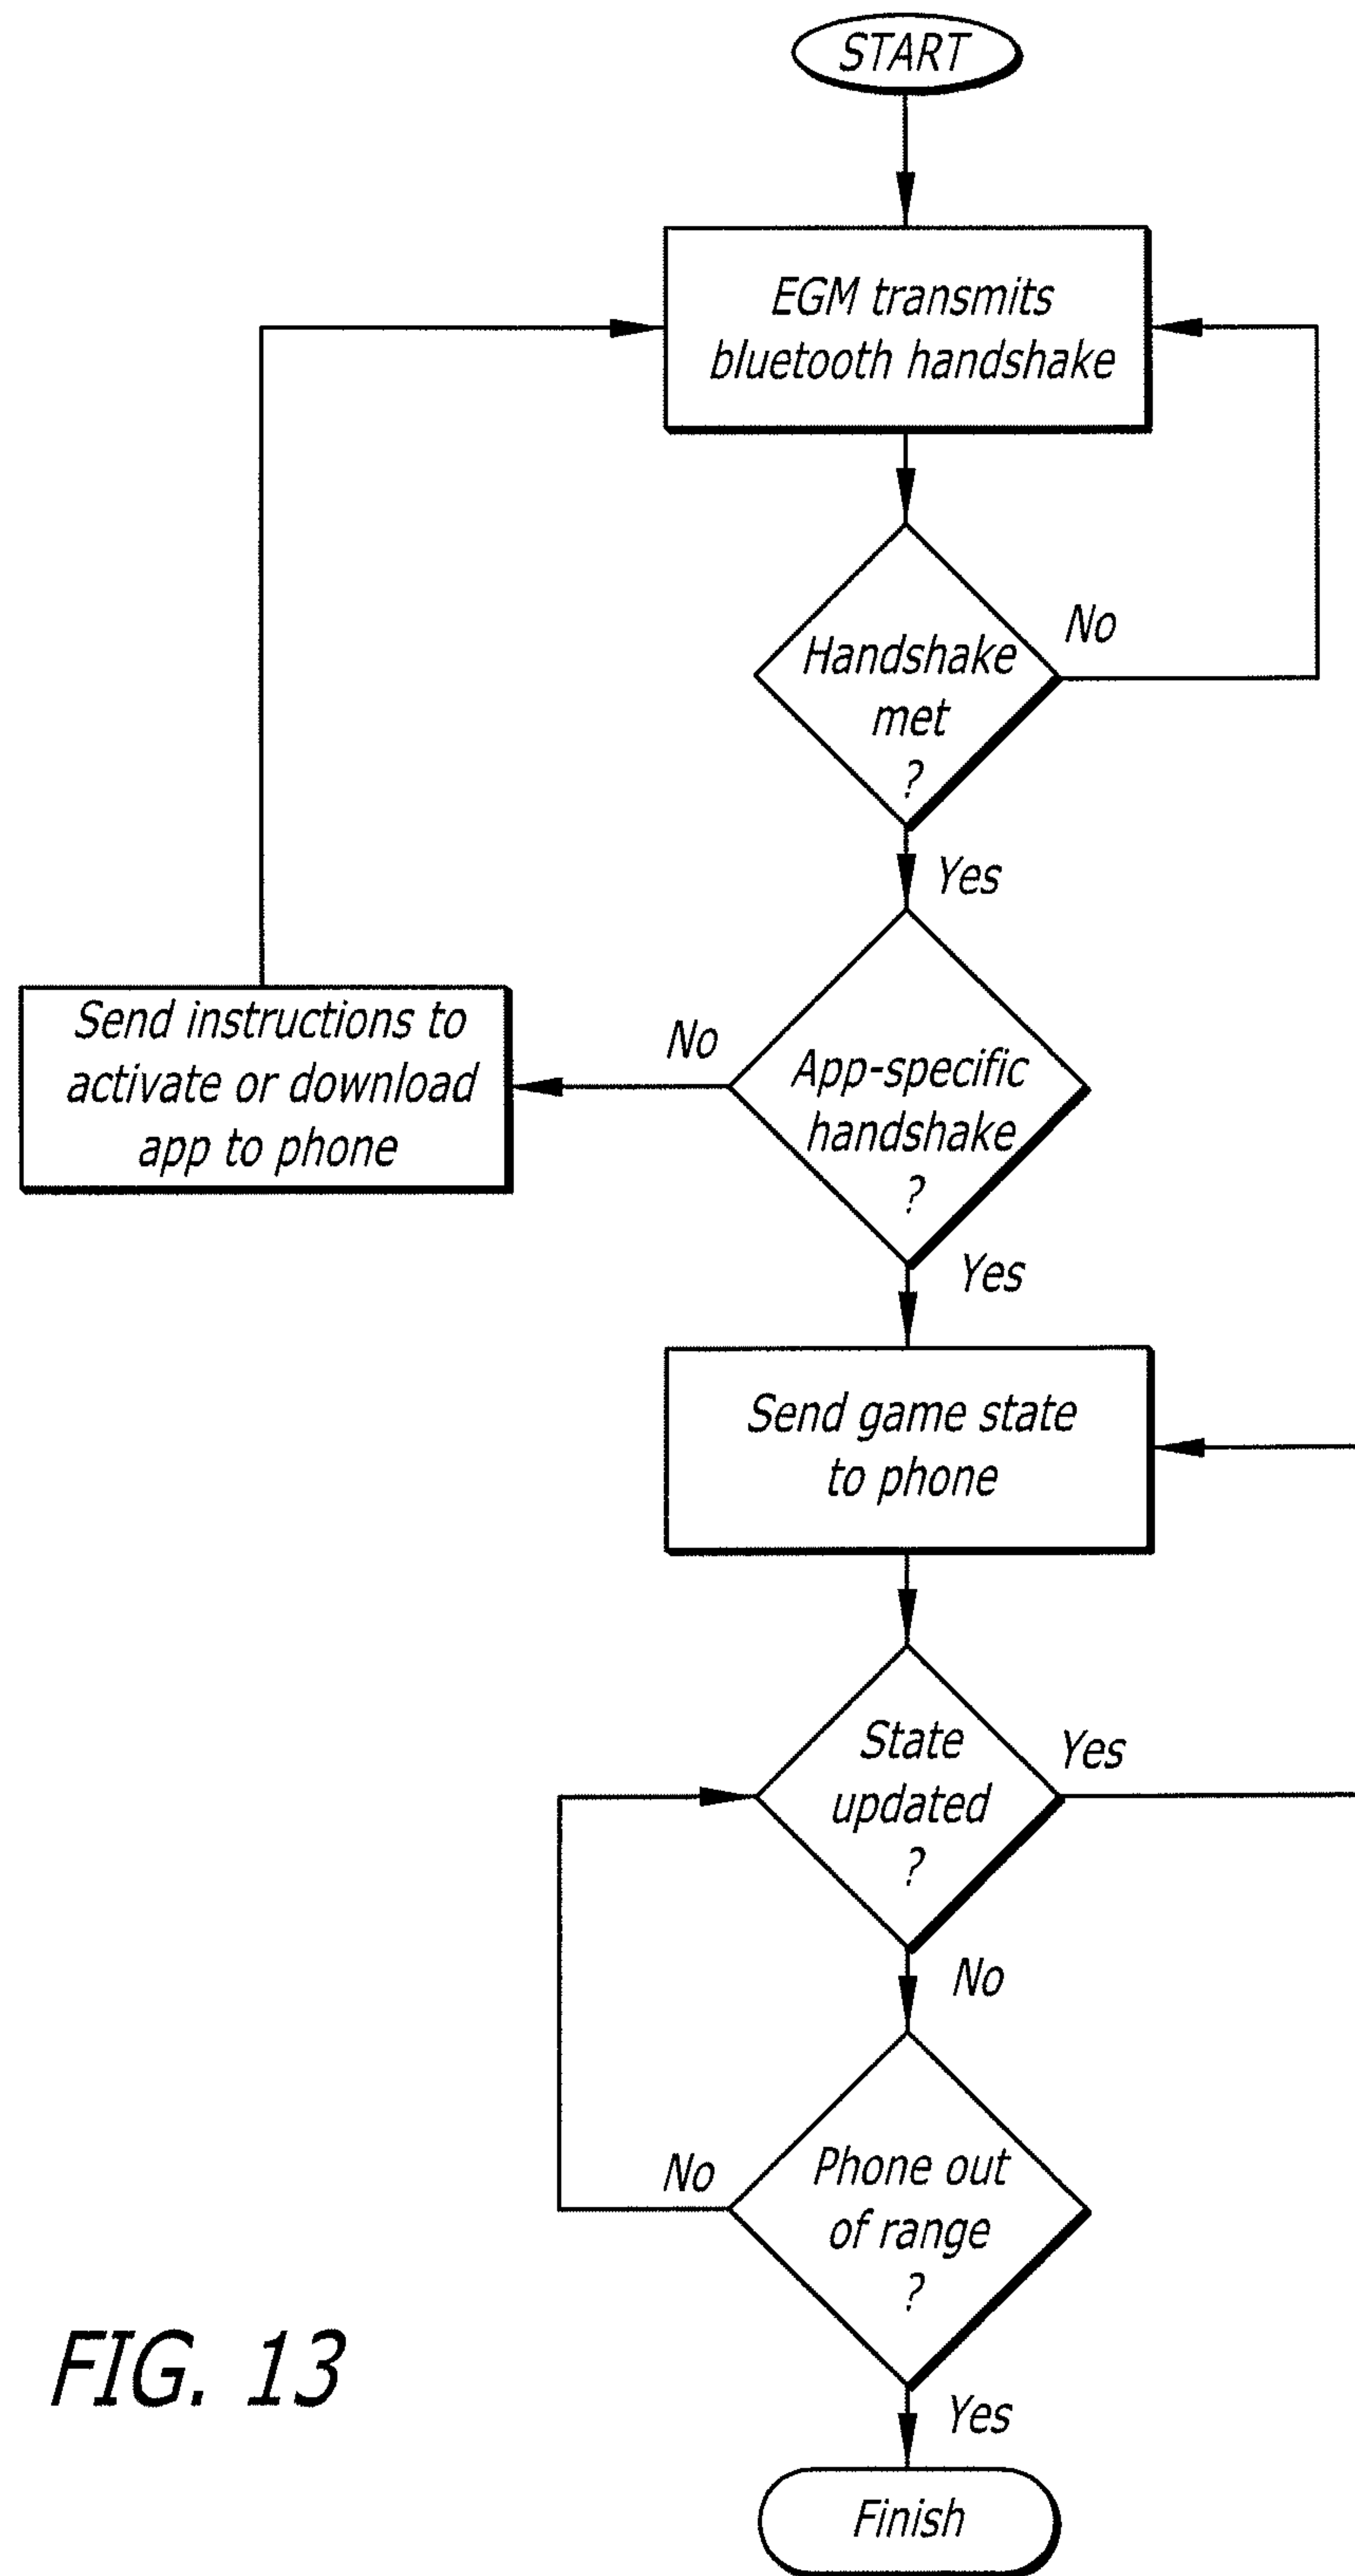 START
EGM transmits
bluetooth handshake
Handshake
met
?
No
Yes
App-specific
handshake
?
No
Send instructions to
activate or download
app to phone
Yes
Send game state
to phone
State
updated
?
Yes
No
Phone out
of range
?
No
Yes
Finish
FIG. 13